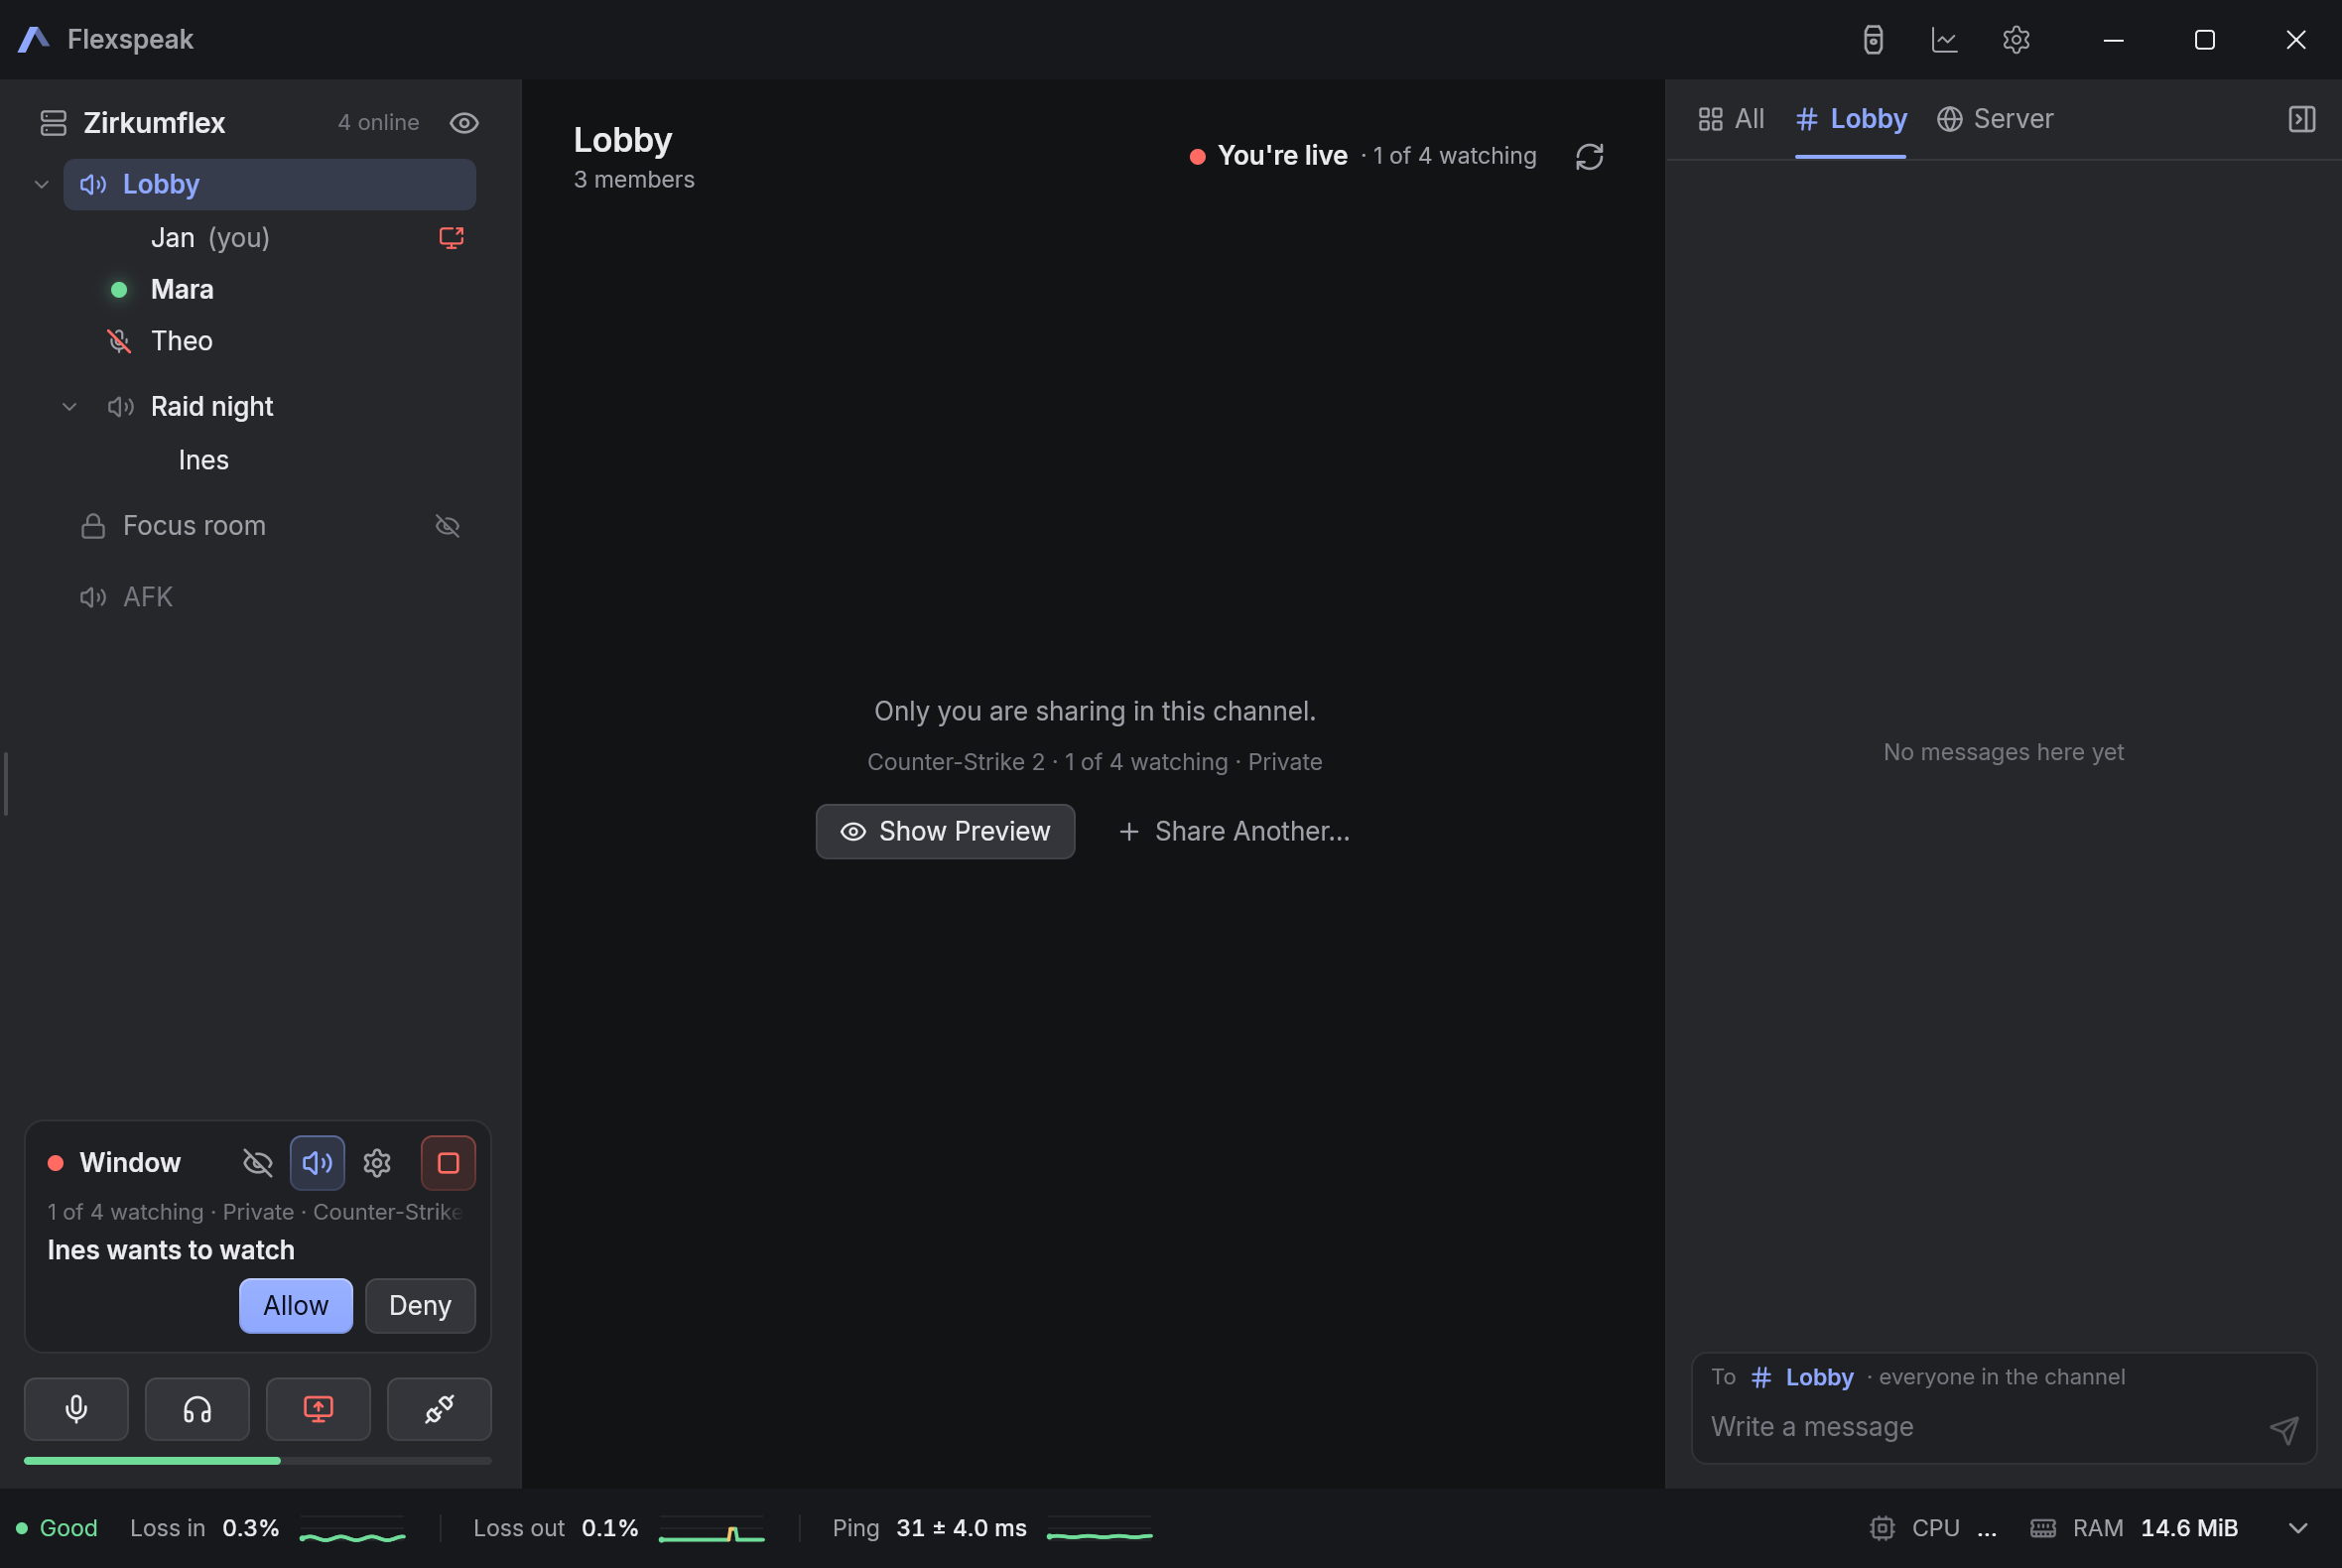 Flexspeak
Zirkumflex
4 online
Lobby
Jan (you)
Mara
Theo
Raid night
Ines
Focus room
AFK
Window
1 of 4 watching · Private · Counter-Strike
Ines wants to watch
Allow
Deny
Lobby
3 members
You're live · 1 of 4 watching
Only you are sharing in this channel.
Counter-Strike 2 · 1 of 4 watching · Private
Show Preview
Share Another...
All
Lobby
Server
No messages here yet
To # Lobby · everyone in the channel
Write a message
Good
Loss in 0.3%
Loss out 0.1%
Ping 31 ± 4.0 ms
CPU ...
RAM 14.6 MiB